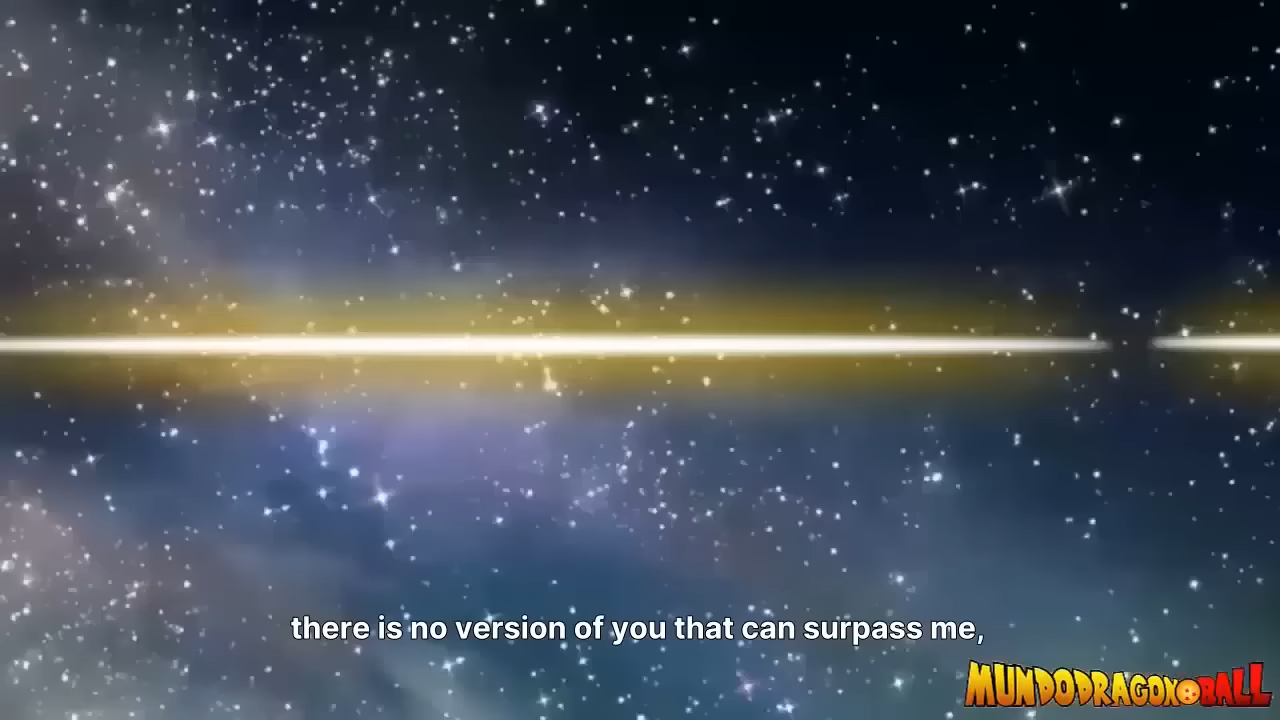 there is no version of you that can surpass me,
MUNDODRAGONBALL